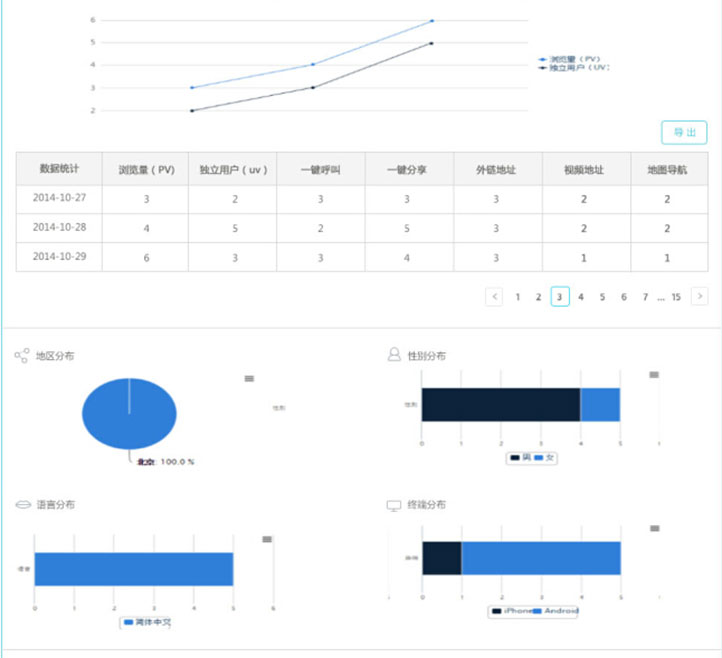 6
5
4
3
2
浏览量（PV）
独立用户（UV）
导 出
数据统计 浏览量（PV) 独立用户（uv） 一键呼叫 一键分享 外链地址 视频地址 地图导航
2014-10-27 3 2 3 3 3 2 2
2014-10-28 4 5 2 5 3 2 2
2014-10-29 6 3 3 4 3 1 1
< 1 2 3 4 5 6 7 ... 15 >
地区分布
北京: 100.0 %
性别
性别分布
性别
0 1 2 3 4 5
男 女
语言分布
语言
0 1 2 3 4 5 6
简体中文
终端分布
0 1 2 3 4 5
iPhone Android